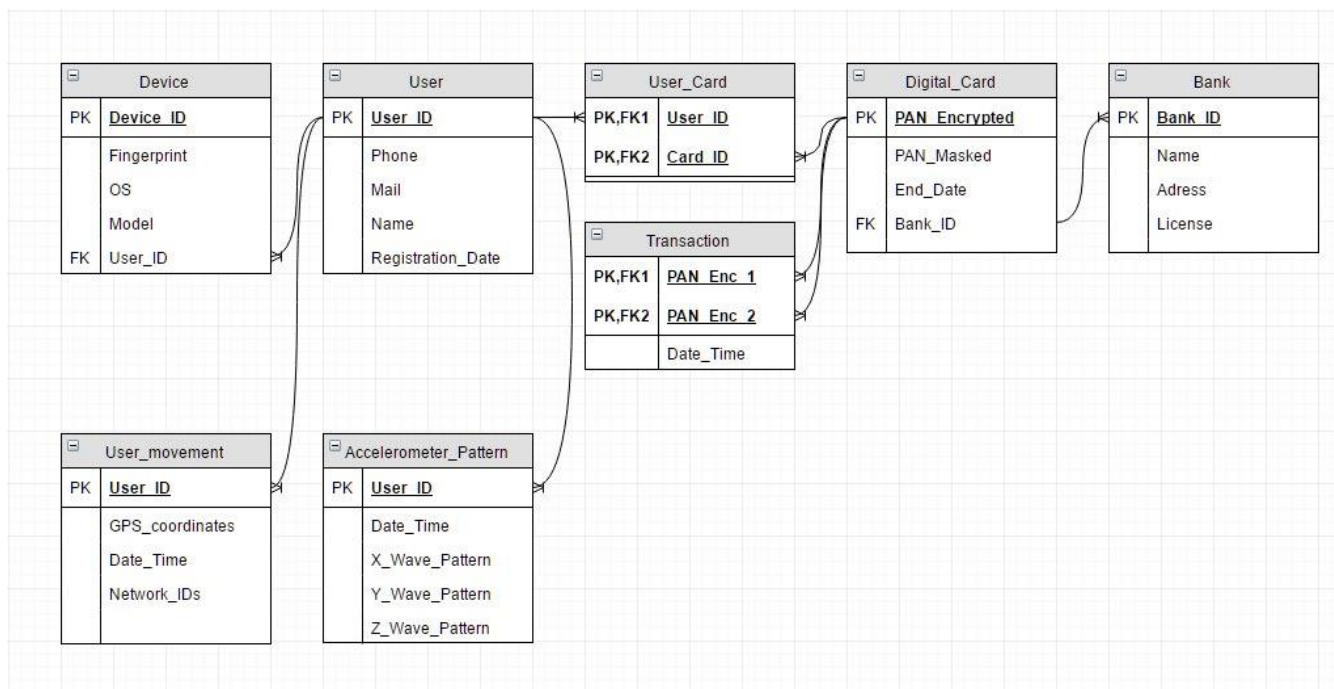 Device
PK Device_ID
Fingerprint
OS
Model
FK User_ID
User
PK User_ID
Phone
Mail
Name
Registration_Date
User_Card
PK,FK1 User_ID
PK,FK2 Card_ID
Digital_Card
PK PAN_Encrypted
PAN_Masked
End_Date
FK Bank_ID
Bank
PK Bank_ID
Name
Adress
License
Transaction
PK,FK1 PAN_Enc_1
PK,FK2 PAN_Enc_2
Date_Time
User_movement
PK User_ID
GPS_coordinates
Date_Time
Network_IDs
Accelerometer_Pattern
PK User_ID
Date_Time
X_Wave_Pattern
Y_Wave_Pattern
Z_Wave_Pattern